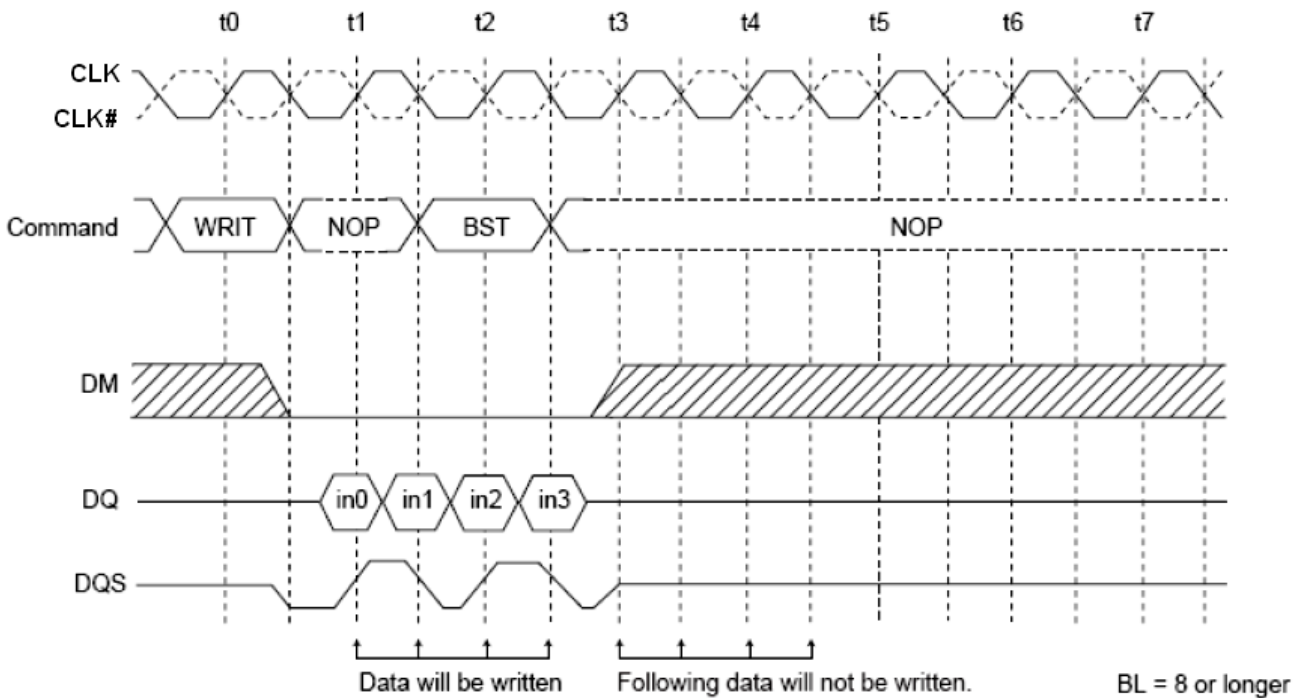 t0 t1 t2 t3 t4 t5 t6 t7
CLK
CLK#
Command WRIT NOP BST NOP
DM
DQ in0 in1 in2 in3
DQS
Data will be written Following data will not be written. BL = 8 or longer